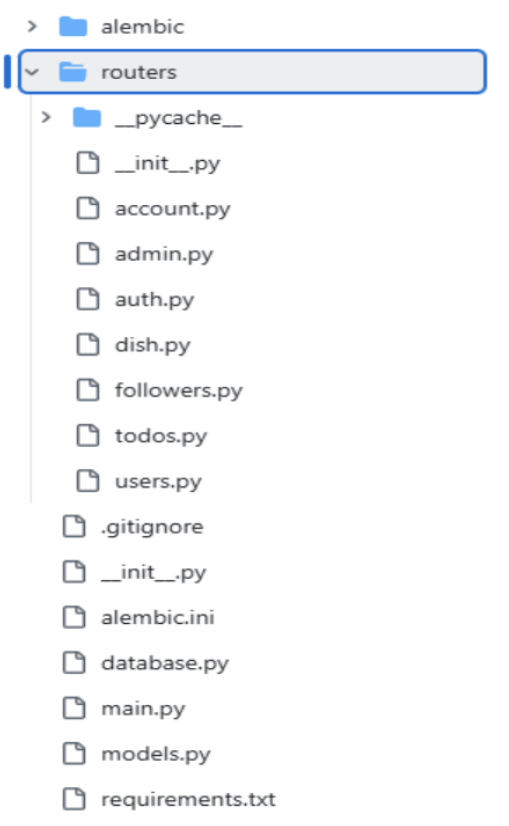 alembic
routers
__pycache__
__init__.py
account.py
admin.py
auth.py
dish.py
followers.py
todos.py
users.py
.gitignore
__init__.py
alembic.ini
database.py
main.py
models.py
requirements.txt